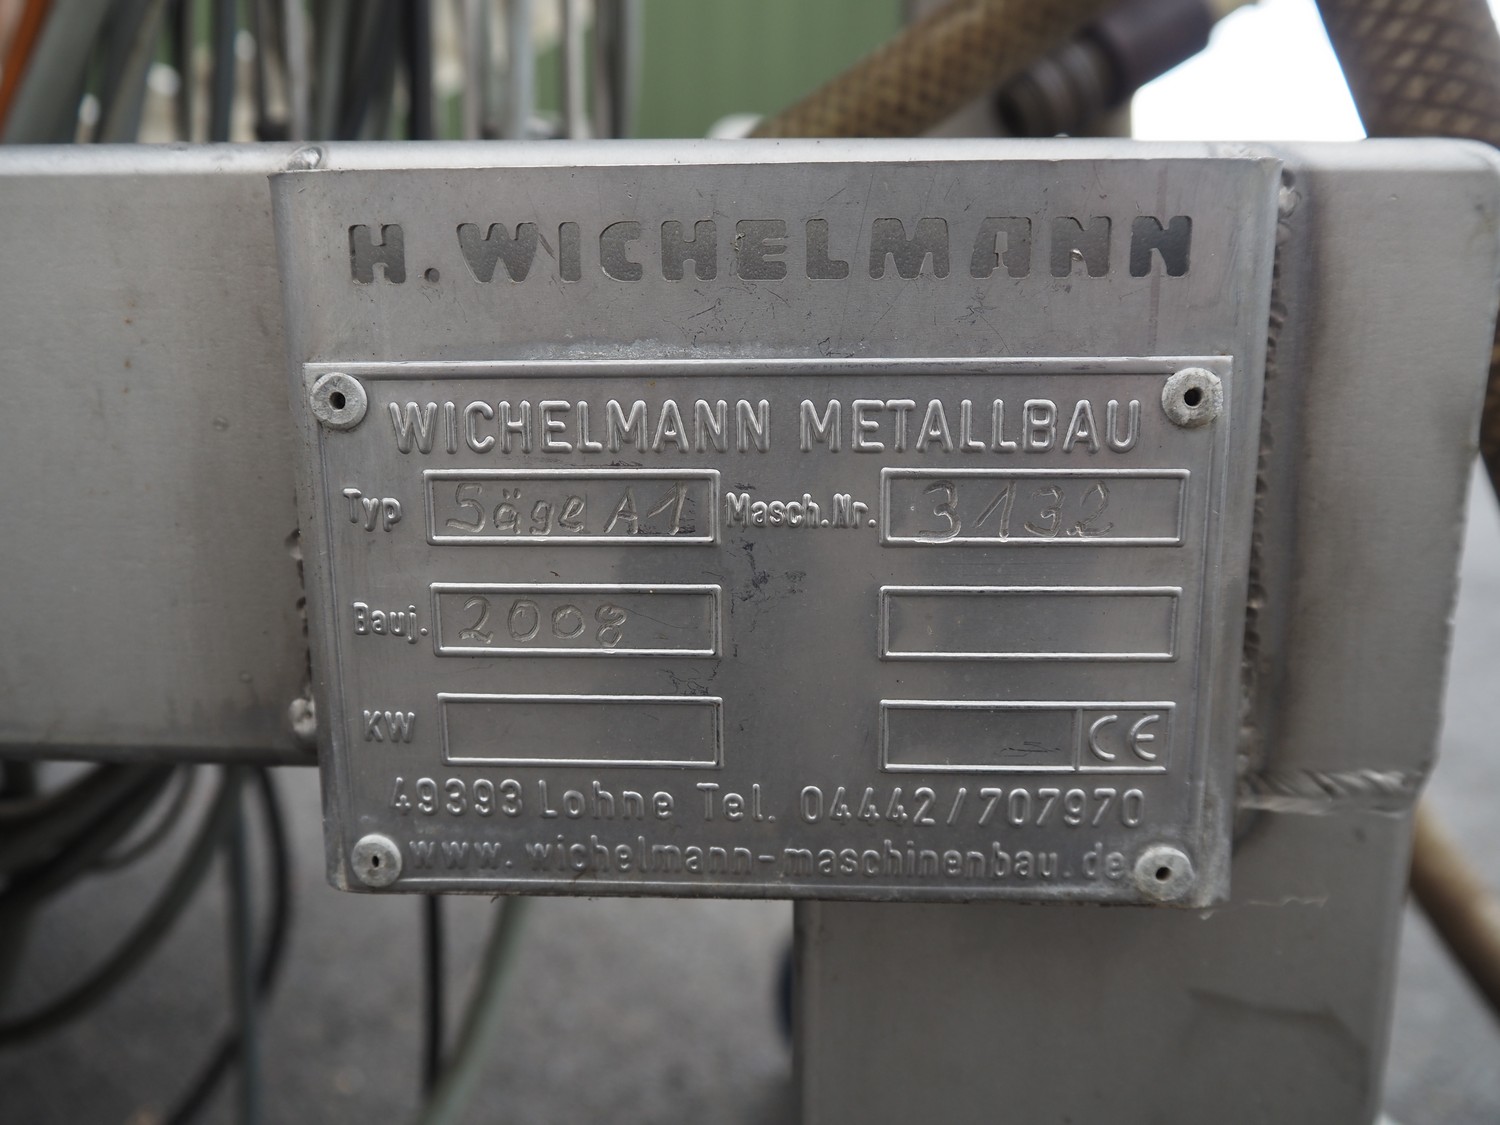 H. WICHELMANN
WICHELMANN METALLBAU
Typ Säge A1 Masch.Nr. 3132
Bauj. 2008
KW CE
49393 Lohne Tel. 04442/707970
www.wichelmann-maschinenbau.de